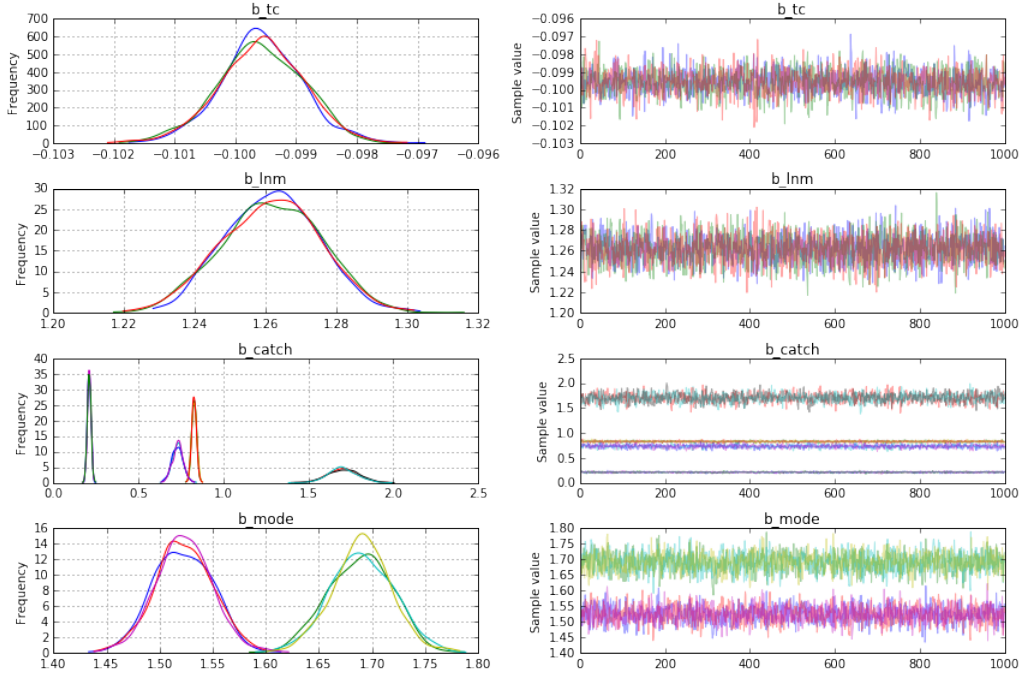 b_tc
b_tc
Frequency
700
600
500
400
300
200
100
0
−0.103 −0.102 −0.101 −0.100 −0.099 −0.098 −0.097 −0.096
Sample value
−0.096
−0.097
−0.098
−0.099
−0.100
−0.101
−0.102
−0.103
0 200 400 600 800 1000
b_lnm
b_lnm
Frequency
30
25
20
15
10
5
0
1.20 1.22 1.24 1.26 1.28 1.30 1.32
Sample value
1.32
1.30
1.28
1.26
1.24
1.22
1.20
0 200 400 600 800 1000
b_catch
b_catch
Frequency
40
35
30
25
20
15
10
5
0
0.0 0.5 1.0 1.5 2.0 2.5
Sample value
2.5
2.0
1.5
1.0
0.5
0.0
0 200 400 600 800 1000
b_mode
b_mode
Frequency
16
14
12
10
8
6
4
2
0
1.40 1.45 1.50 1.55 1.60 1.65 1.70 1.75 1.80
Sample value
1.80
1.75
1.70
1.65
1.60
1.55
1.50
1.45
1.40
0 200 400 600 800 1000